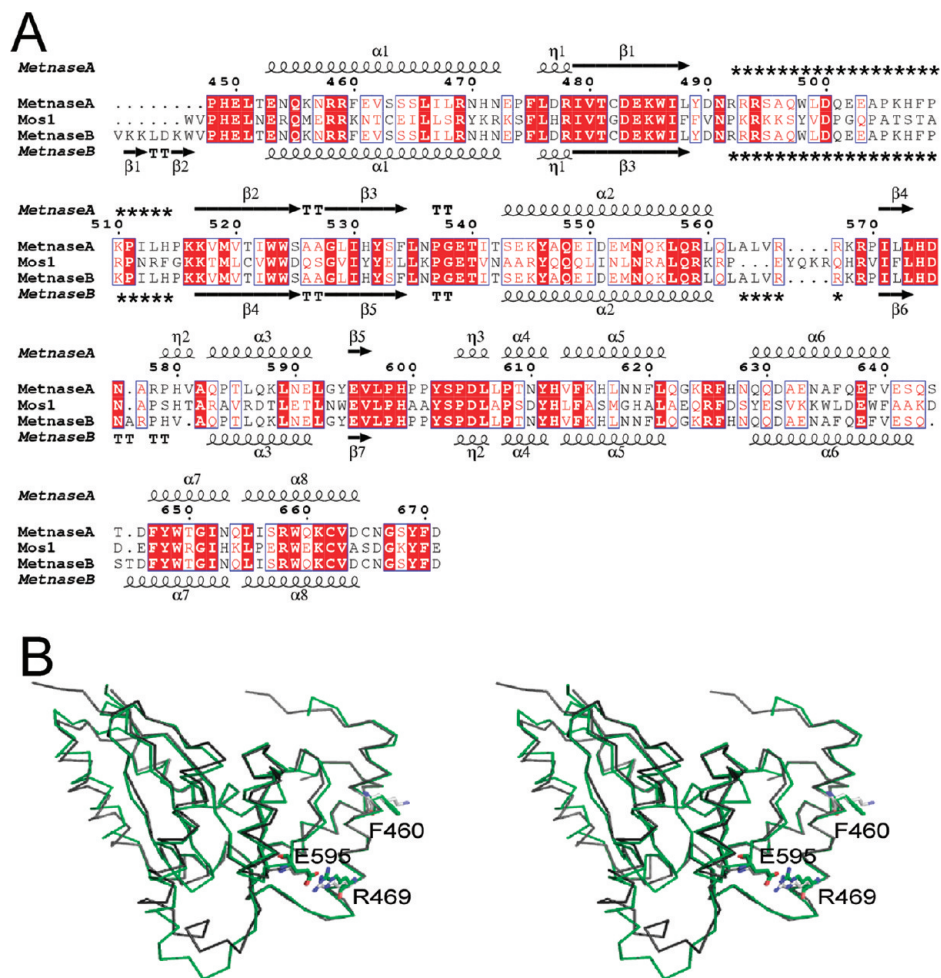 A
α1 η1 β1
MetnaseA ********************
450 460 470 480 490 500
MetnaseA .......PHELTENQKNRRFEVSSSLILRNHNEPFLDRIVTCDEKWILYDNRRRSAQWLDQEEAPKHFP
Mos1 ......WVPHELNERQMERRKNTCEILLSRYKRKSFLHRIVTGDEKWIFFVNPKRKKSYVDPGQPATSTA
MetnaseB VKKLDKWVPHELTENQKNRRFEVSSSLILRNHNEPFLDRIVTCDEKWILYDNRRRSAQWLDQEEAPKHFP
MetnaseB ********************
β1 TT β2 α1 η1 β3
β2 β3 α2 β4
MetnaseA ***** TT TT
510 520 530 540 550 560 570
MetnaseA KPILHPKKVMVTIWWSAAGLIHYSFLNPGETITSEKYAQEIDEMNQKLQRLQLALVR....RKRPILLHD
Mos1 RPNRFGKKTMLCVWWDQSGVIYYELLKPGETVNAARYQQQLINLNRALQRKRP...EYQKRQHRVIFLHD
MetnaseB KPILHPKKVMVTIWWSAAGLIHYSFLNPGETITSEKYAQEIDEMNQKLQRLQLALVR....RKRPILLHD
MetnaseB ***** TT TT **** *
β4 β5 α2 β6
η2 α3 β5 η3 α4 α5 α6
MetnaseA
580 590 600 610 620 630 640
MetnaseA N.ARPHVAQPTLQKLNELGYEVLPHPPYSPDLLPTNYHVFKHLNNFLQGKRFHNQQDAENAFQEFVESQS
Mos1 N.APSHTARAVRDTLETLNWEVLPHAAYSPDLAPSDYHLFASMGHALAEQRFDSYESVKKWLDEWFAAKD
MetnaseB NARPHV.AQPTLQKLNELGYEVLPHPPYSPDLLPTNYHVFKHLNNFLQGKRFHNQQDAENAFQEFVESQ.
MetnaseB TT TT
α3 β7 η2 α4 α5 α6
α7 α8
MetnaseA
650 660 670
MetnaseA T.DFYWTGINQLISRWQKCVDCNGSYFD
Mos1 D.EFYWRGIHKLPERWEKCVASDGKYFE
MetnaseB STDFYWTGINQLISRWQKCVDCNGSYFD
MetnaseB
α7 α8
B
F460 F460
E595 E595
R469 R469